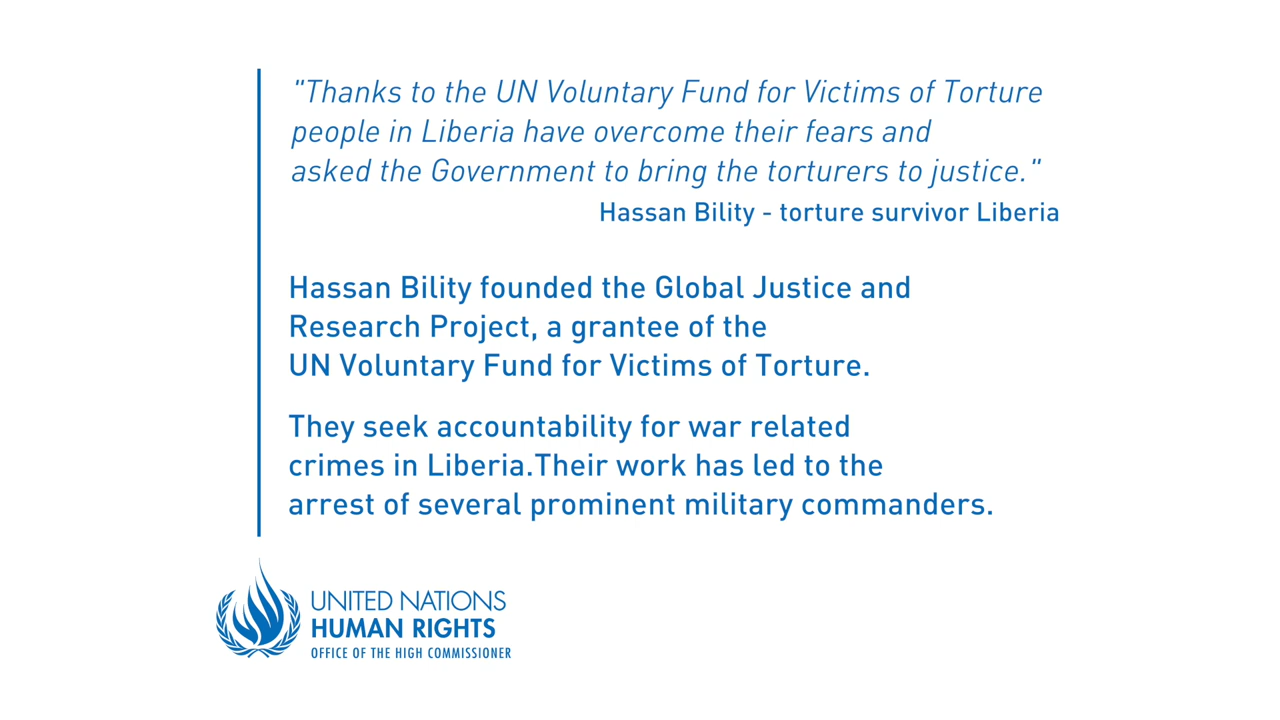 "Thanks to the UN Voluntary Fund for Victims of Torture
people in Liberia have overcome their fears and
asked the Government to bring the torturers to justice."
Hassan Bility - torture survivor Liberia
Hassan Bility founded the Global Justice and
Research Project, a grantee of the
UN Voluntary Fund for Victims of Torture.
They seek accountability for war related
crimes in Liberia.Their work has led to the
arrest of several prominent military commanders.
UNITED NATIONS
HUMAN RIGHTS
OFFICE OF THE HIGH COMMISSIONER